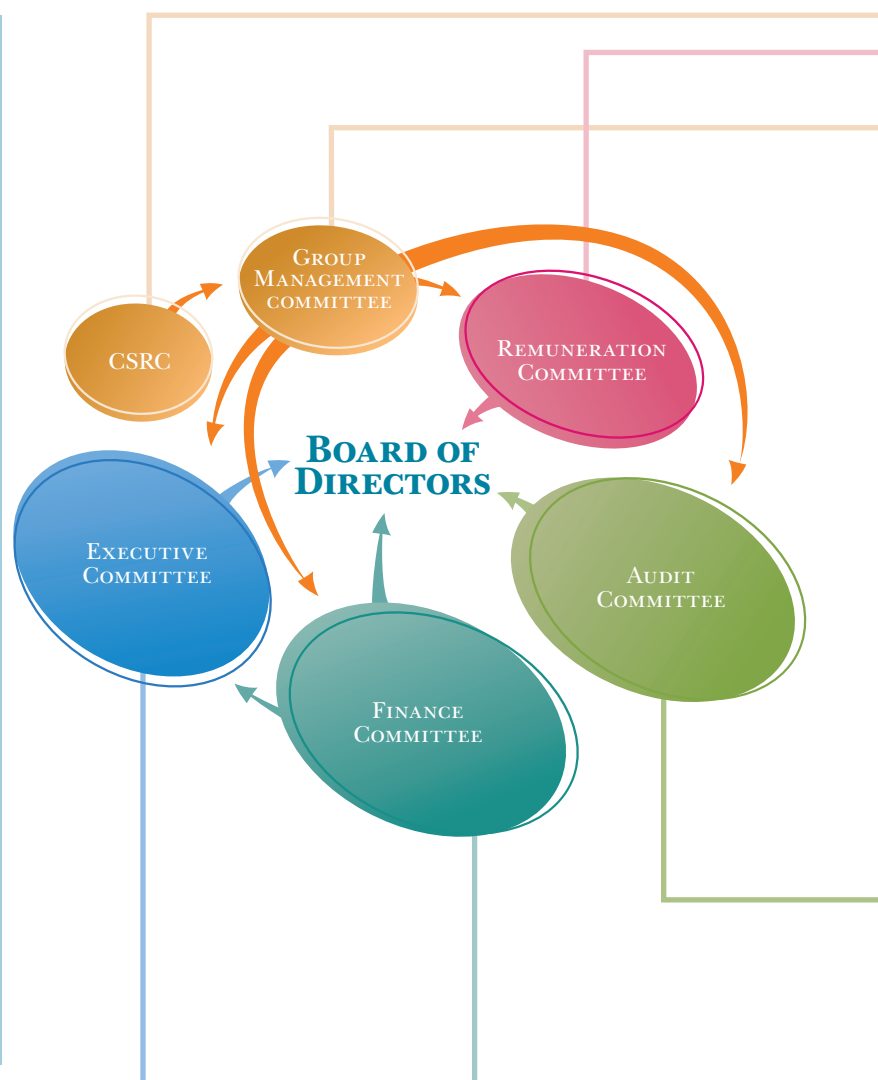 Group
Management
committee
CSRC
Remuneration
Committee
Board of
Directors
Executive
Committee
Audit
Committee
Finance
Committee